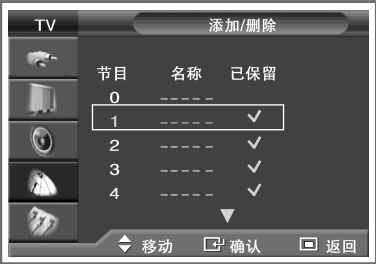 TV 添加/删除
节目 名称 已保留
0 -----
1 ----- ✓
2 ----- ✓
3 ----- ✓
4 ----- ✓
▼
移动 确认 返回